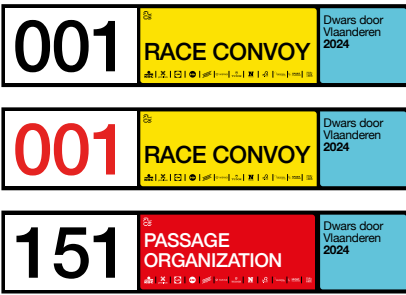 001
RACE CONVOY
Dwars door
Vlaanderen
2024
001
RACE CONVOY
Dwars door
Vlaanderen
2024
151
PASSAGE
ORGANIZATION
Dwars door
Vlaanderen
2024